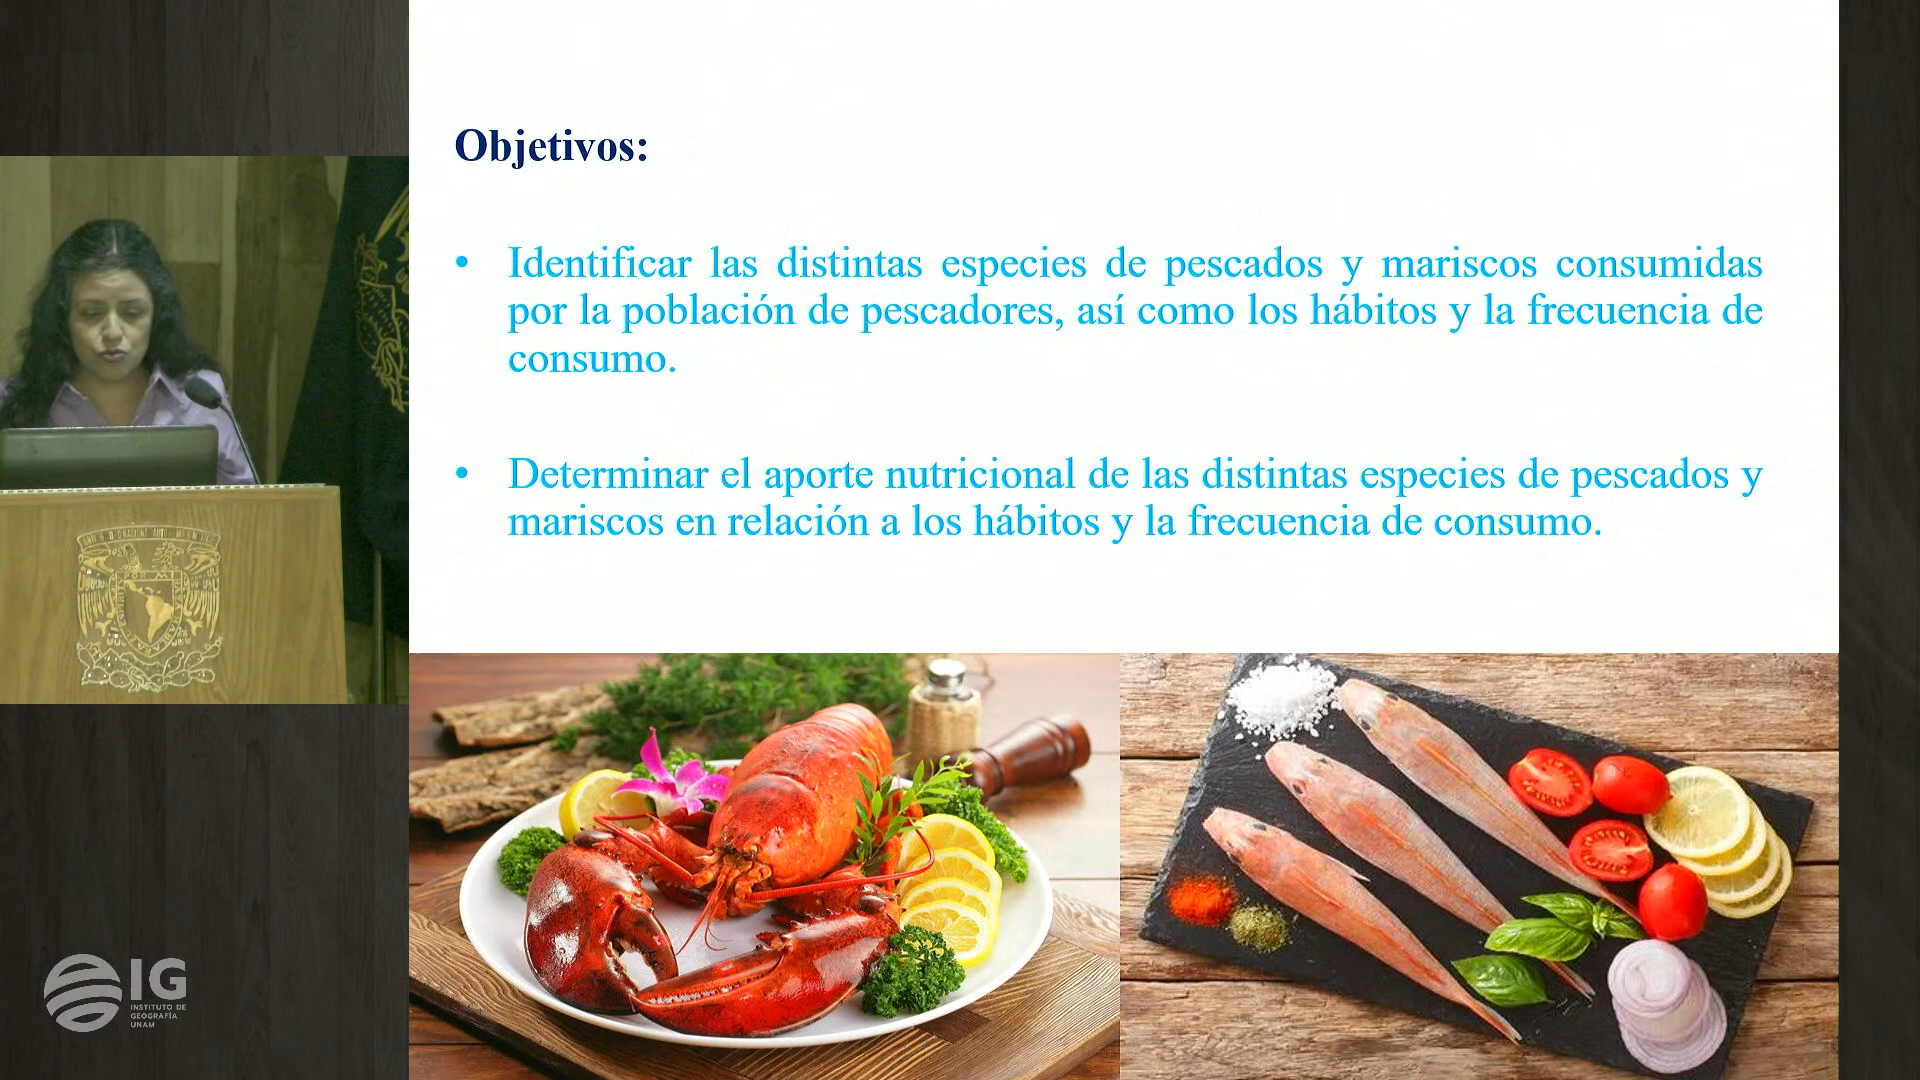 Objetivos:
• Identificar las distintas especies de pescados y mariscos consumidas
por la población de pescadores, así como los hábitos y la frecuencia de
consumo.
• Determinar el aporte nutricional de las distintas especies de pescados y
mariscos en relación a los hábitos y la frecuencia de consumo.
POR MI
IG
INSTITUTO DE
GEOGRAFÍA
UNAM